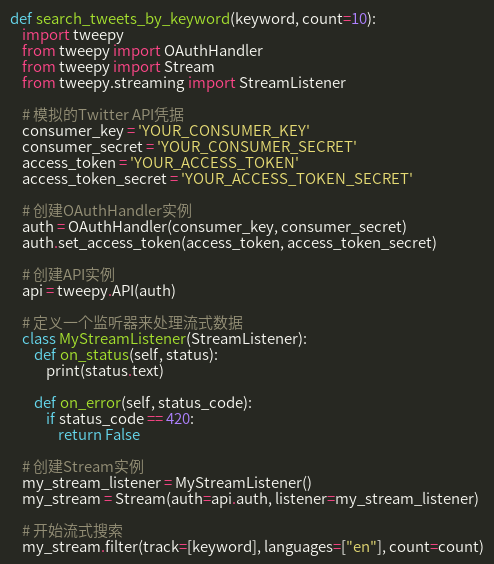 def search_tweets_by_keyword(keyword, count=10):
import tweepy
from tweepy import OAuthHandler
from tweepy import Stream
from tweepy.streaming import StreamListener
# 模拟的Twitter API凭据
consumer_key = 'YOUR_CONSUMER_KEY'
consumer_secret = 'YOUR_CONSUMER_SECRET'
access_token = 'YOUR_ACCESS_TOKEN'
access_token_secret = 'YOUR_ACCESS_TOKEN_SECRET'
# 创建OAuthHandler实例
auth = OAuthHandler(consumer_key, consumer_secret)
auth.set_access_token(access_token, access_token_secret)
# 创建API实例
api = tweepy.API(auth)
# 定义一个监听器来处理流式数据
class MyStreamListener(StreamListener):
def on_status(self, status):
print(status.text)
def on_error(self, status_code):
if status_code == 420:
return False
# 创建Stream实例
my_stream_listener = MyStreamListener()
my_stream = Stream(auth=api.auth, listener=my_stream_listener)
# 开始流式搜索
my_stream.filter(track=[keyword], languages=["en"], count=count)